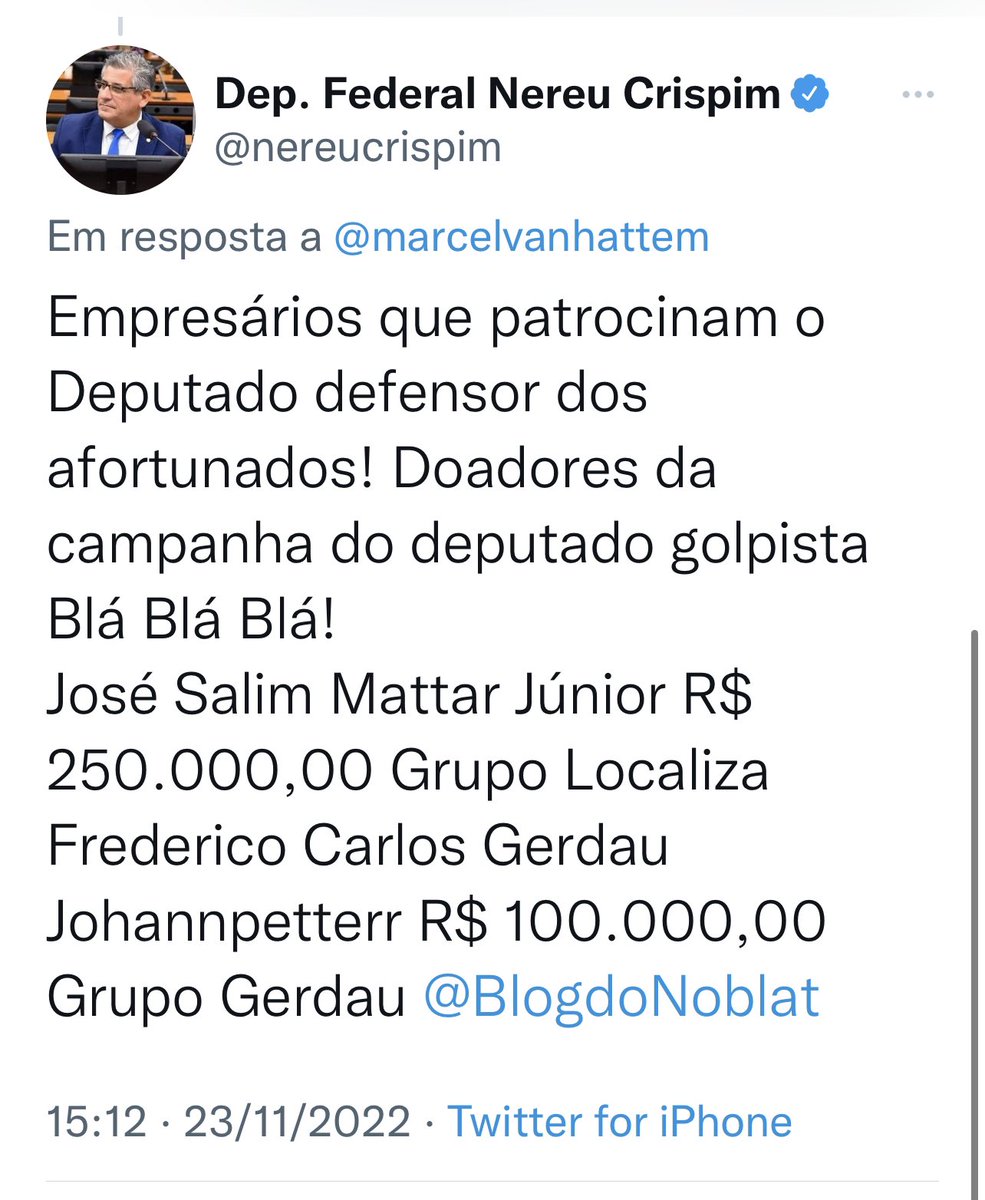 Dep. Federal Nereu Crispim
@nereucrispim
Em resposta a @marcelvanhattem
Empresários que patrocinam o
Deputado defensor dos
afortunados! Doadores da
campanha do deputado golpista
Blá Blá Blá!
José Salim Mattar Júnior R$
250.000,00 Grupo Localiza
Frederico Carlos Gerdau
Johannpetterr R$ 100.000,00
Grupo Gerdau @BlogdoNoblat
15:12 · 23/11/2022 · Twitter for iPhone